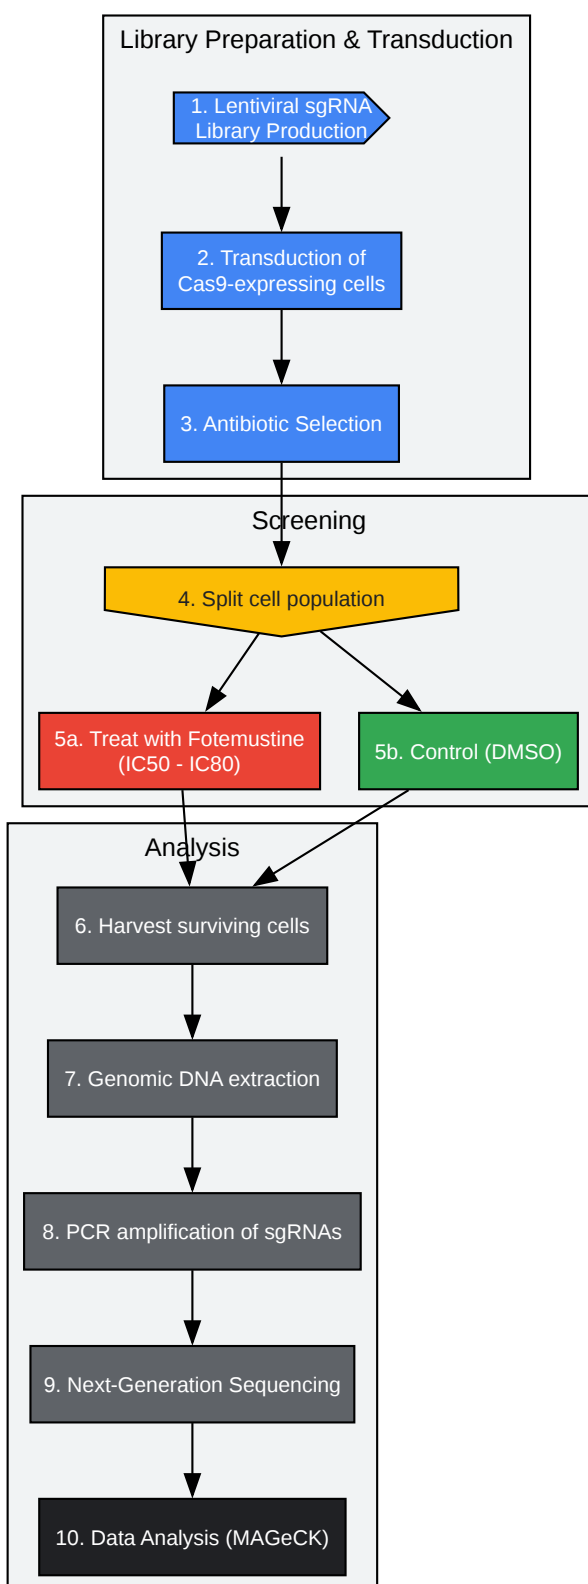 Library Preparation & Transduction
1. Lentiviral sgRNA
Library Production
2. Transduction of
Cas9-expressing cells
3. Antibiotic Selection
Screening
4. Split cell population
5a. Treat with Fotemustine
(IC50 - IC80)
5b. Control (DMSO)
Analysis
6. Harvest surviving cells
7. Genomic DNA extraction
8. PCR amplification of sgRNAs
9. Next-Generation Sequencing
10. Data Analysis (MAGeCK)